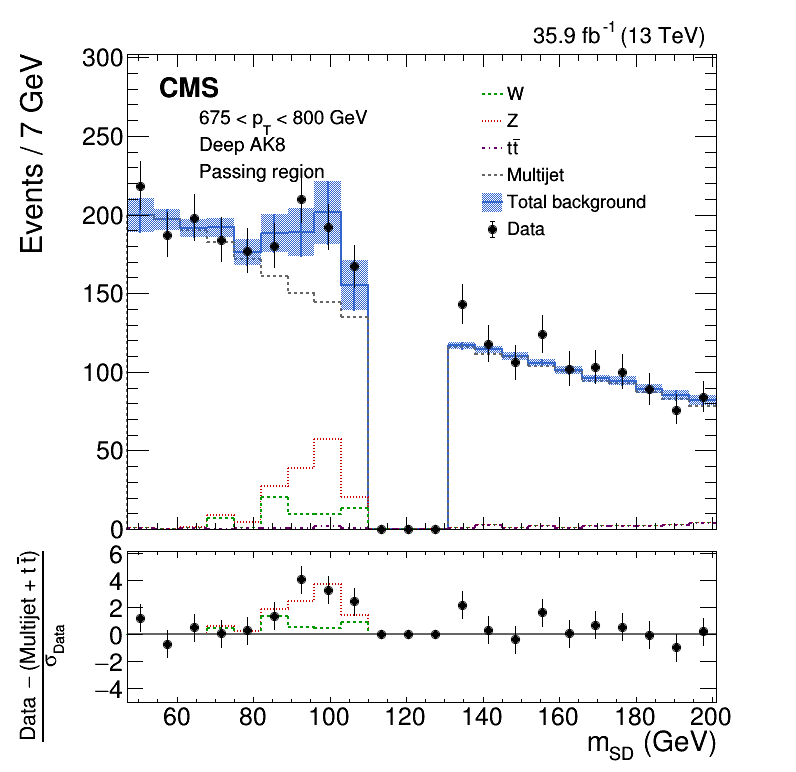 35.9 fb⁻¹ (13 TeV)
CMS
675 < p_T < 800 GeV
Deep AK8
Passing region
W
Z
tt̄
Multijet
Total background
Data
Events / 7 GeV
300
250
200
150
100
50
0
Data − (Multijet + t t̄)
σ_Data
6
4
2
0
−2
−4
60 80 100 120 140 160 180 200
m_SD (GeV)